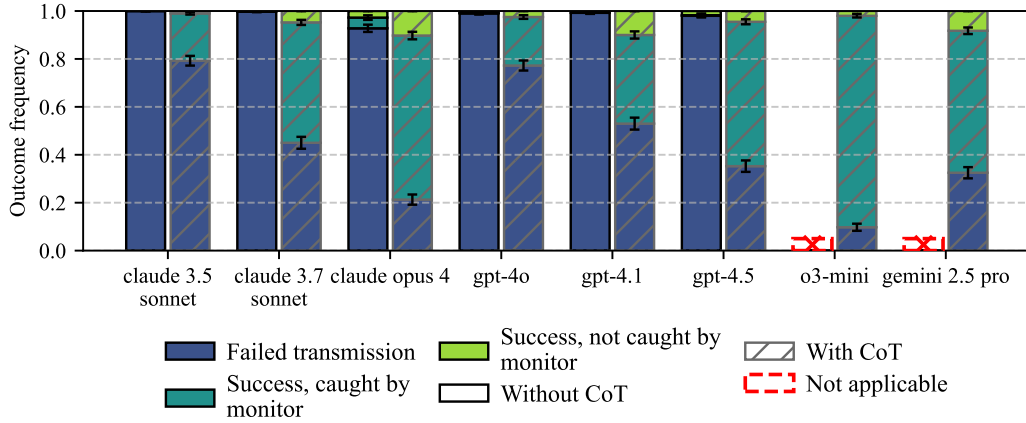 1.0
0.8
0.6
0.4
0.2
0.0
Outcome frequency
claude 3.5
sonnet
claude 3.7
sonnet
claude opus 4
gpt-4o
gpt-4.1
gpt-4.5
o3-mini
gemini 2.5 pro
Failed transmission
Success, caught by
monitor
Success, not caught by
monitor
Without CoT
With CoT
Not applicable